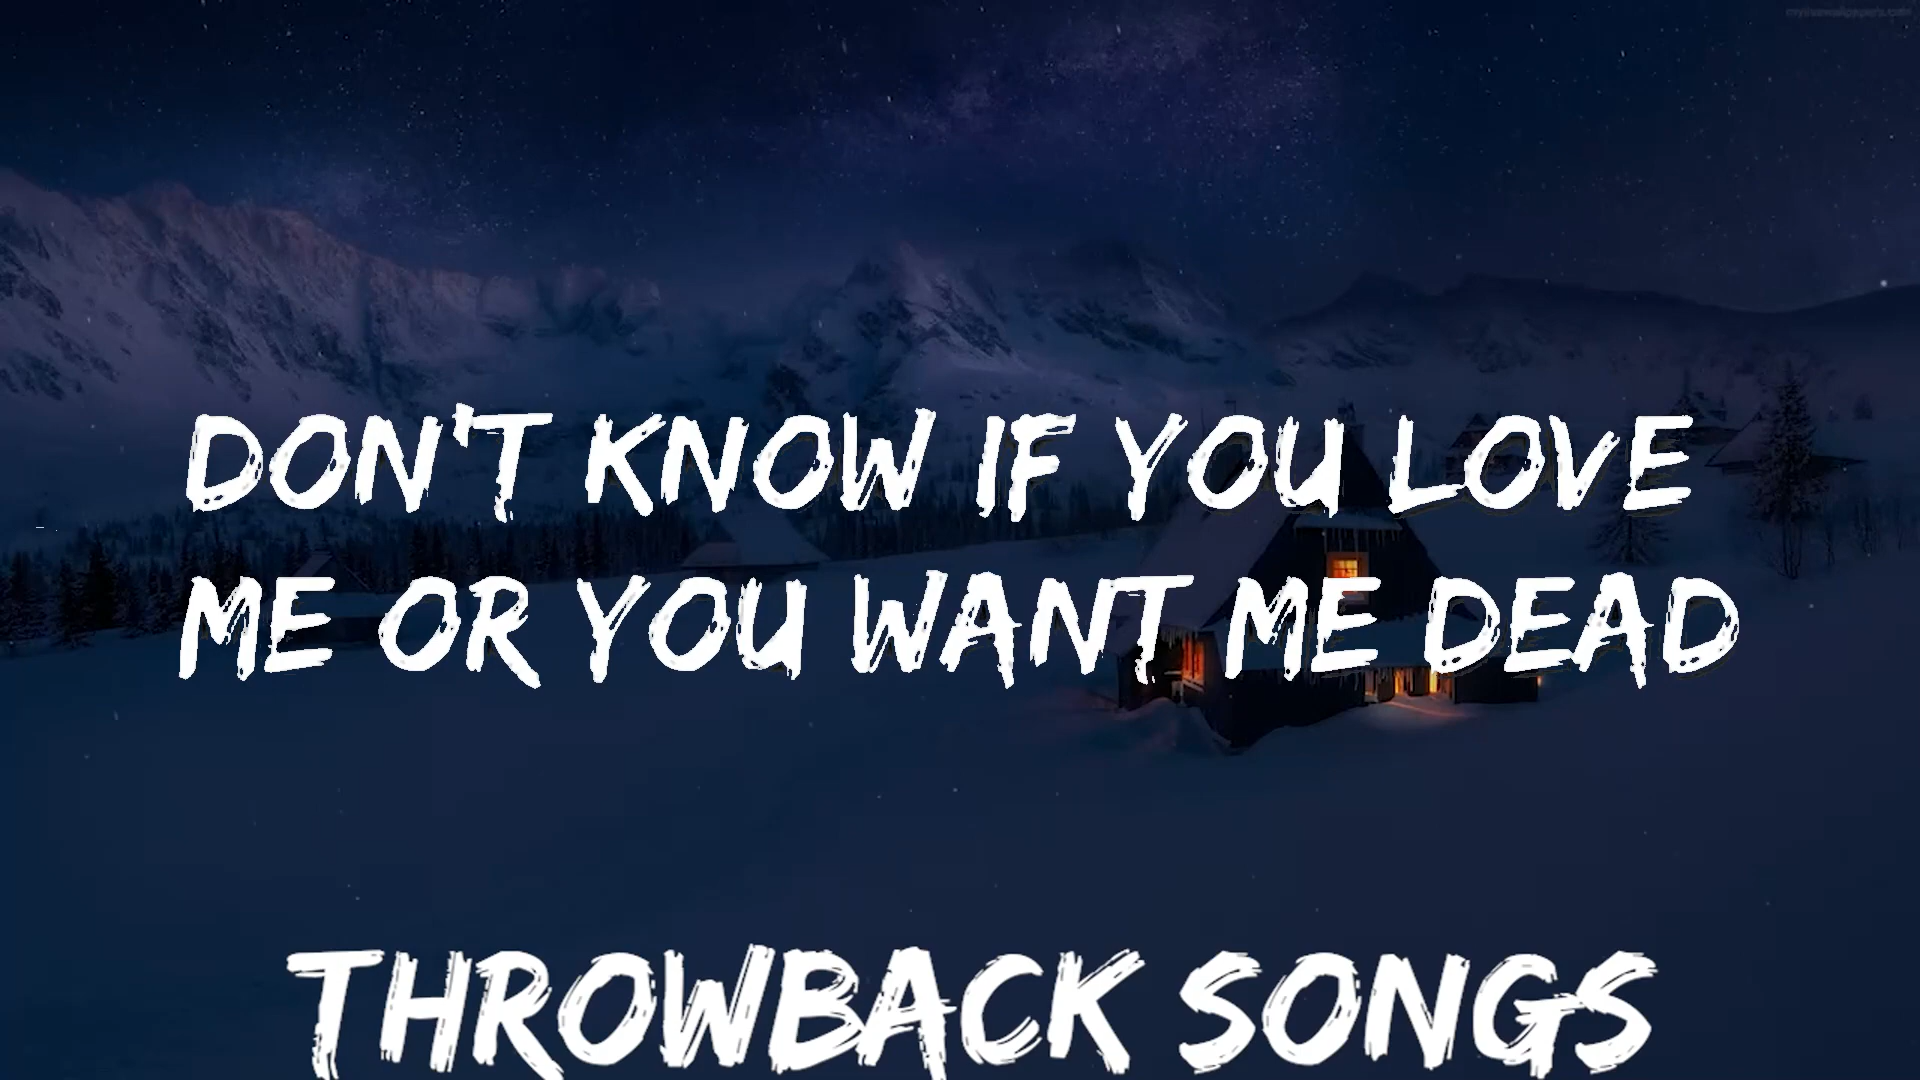 DON'T KNOW IF YOU LOVE
ME OR YOU WANT ME DEAD
THROWBACK SONGS